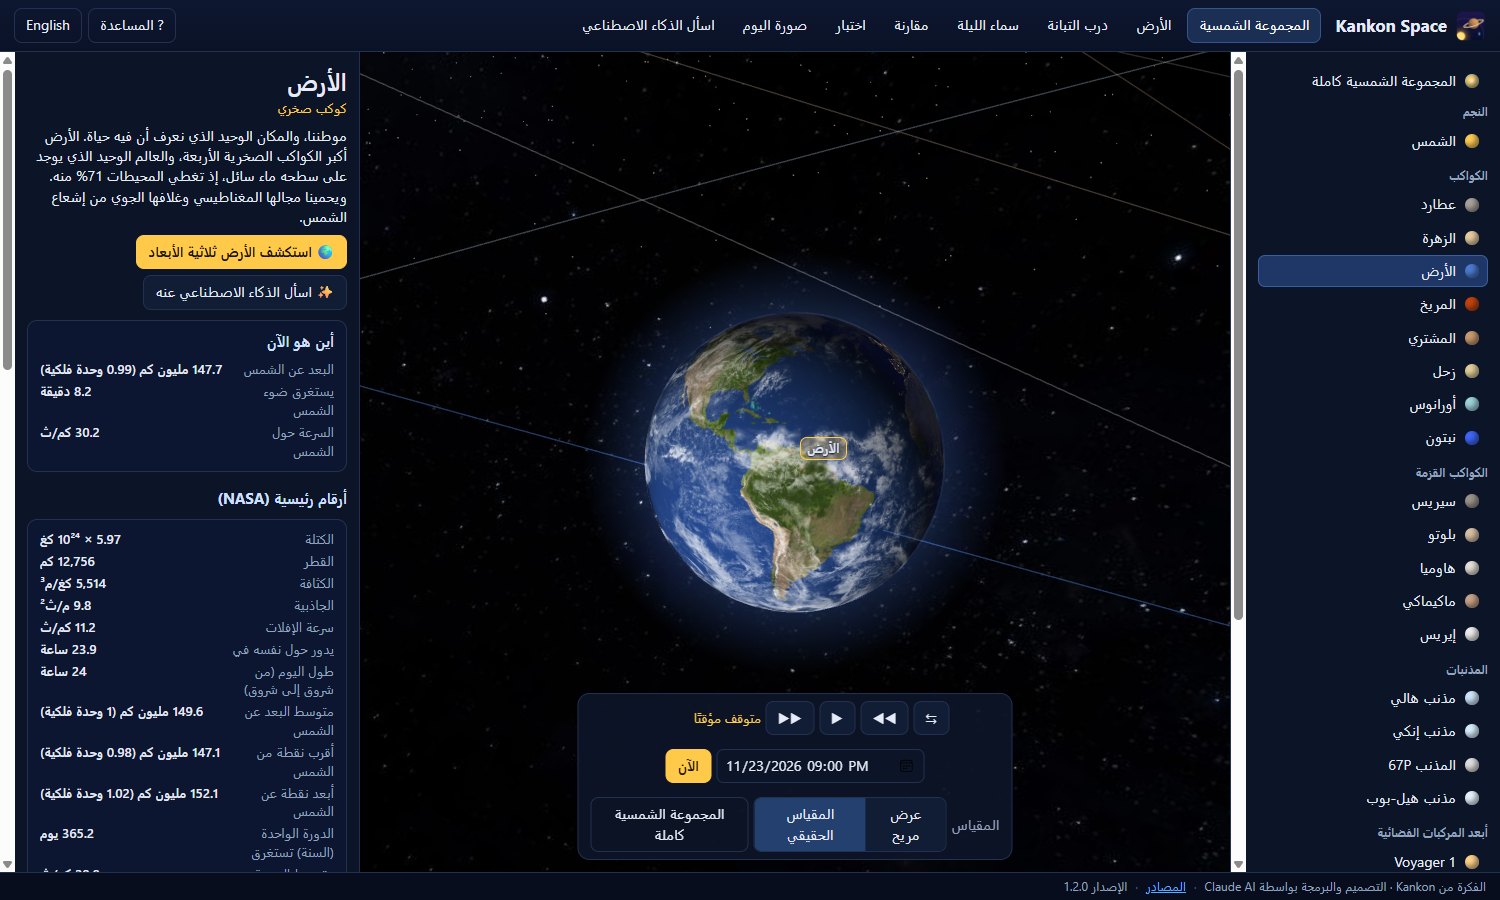 Kankon Space
المجموعة الشمسية
الأرض
درب التبانة
سماء الليلة
مقارنة
اختبار
صورة اليوم
اسأل الذكاء الاصطناعي
? المساعدة
English
المجموعة الشمسية كاملة
النجم
الشمس
الكواكب
عطارد
الزهرة
الأرض
المريخ
المشتري
زحل
أورانوس
نبتون
الكواكب القزمة
سيريس
بلوتو
هاوميا
ماكيماكي
إيريس
المذنبات
مذنب هالي
مذنب إنكي
المذنب 67P
مذنب هيل-بوب
أبعد المركبات الفضائية
Voyager 1
الأرض
متوقف مؤقتًا
11/23/2026 09:00 PM
الآن
المقياس
عرض
مريح
المقياس
الحقيقي
المجموعة الشمسية
كاملة
الأرض
كوكب صخري
موطننا، والمكان الوحيد الذي نعرف أن فيه حياة. الأرض
أكبر الكواكب الصخرية الأربعة، والعالم الوحيد الذي يوجد
على سطحه ماء سائل، إذ تغطي المحيطات 71% منه.
ويحمينا مجالها المغناطيسي وغلافها الجوي من إشعاع
الشمس.
استكشف الأرض ثلاثية الأبعاد
اسأل الذكاء الاصطناعي عنه
أين هو الآن
البعد عن الشمس 147.7 مليون كم (0.99 وحدة فلكية)
يستغرق ضوء 8.2 دقيقة
الشمس
السرعة حول 30.2 كم/ث
الشمس
أرقام رئيسية (NASA)
الكتلة 5.97 × 10²⁴ كغ
القطر 12,756 كم
الكثافة 5,514 كغ/م³
الجاذبية 9.8 م/ث²
سرعة الإفلات 11.2 كم/ث
يدور حول نفسه في 23.9 ساعة
طول اليوم (من 24 ساعة
شروق إلى شروق)
متوسط البعد عن 149.6 مليون كم (1 وحدة فلكية)
الشمس
أقرب نقطة من 147.1 مليون كم (0.98 وحدة فلكية)
الشمس
أبعد نقطة عن 152.1 مليون كم (1.02 وحدة فلكية)
الشمس
الدورة الواحدة 365.2 يوم
(السنة) تستغرق
الفكرة من Kankon · التصميم والبرمجة بواسطة Claude AI · المصادر · الإصدار 1.2.0